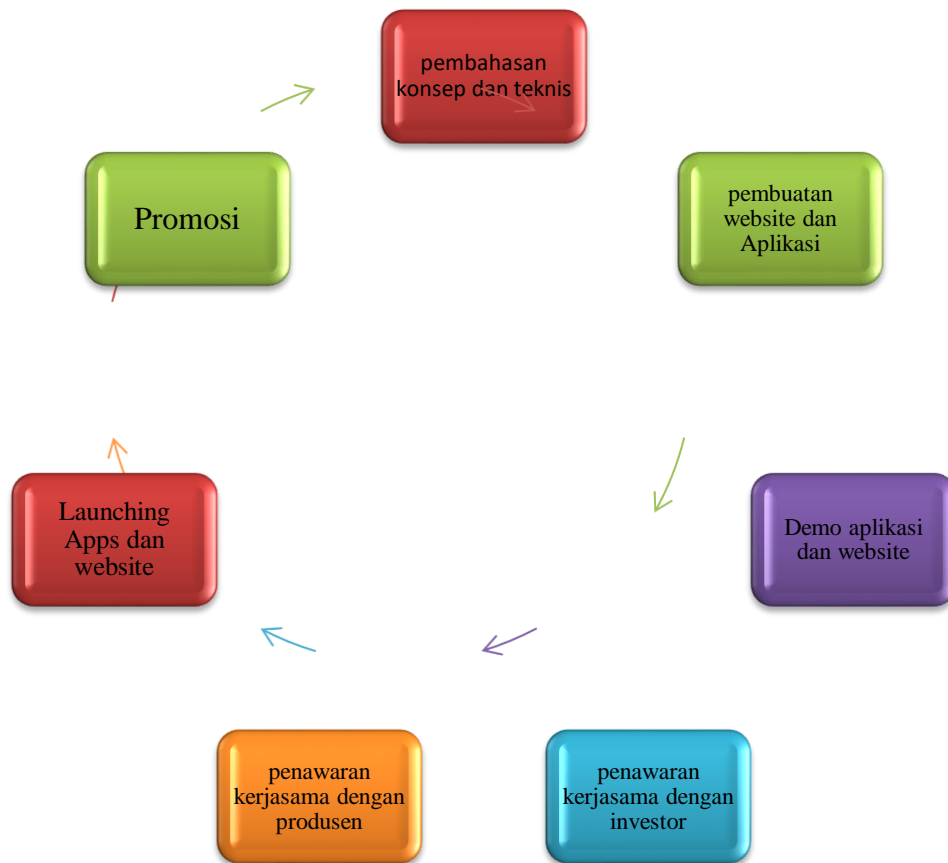 pembahasan
konsep dan teknis
pembuatan
website dan
Aplikasi
Demo aplikasi
dan website
penawaran
kerjasama dengan
investor
penawaran
kerjasama dengan
produsen
Launching
Apps dan
website
Promosi